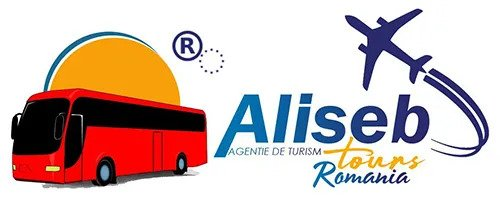 ®
Aliseb
AGENTIE DE TURISM
tours
Romania